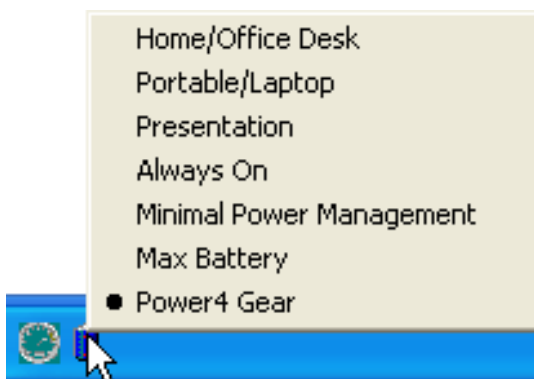 Home/Office Desk
Portable/Laptop
Presentation
Always On
Minimal Power Management
Max Battery
Power4 Gear